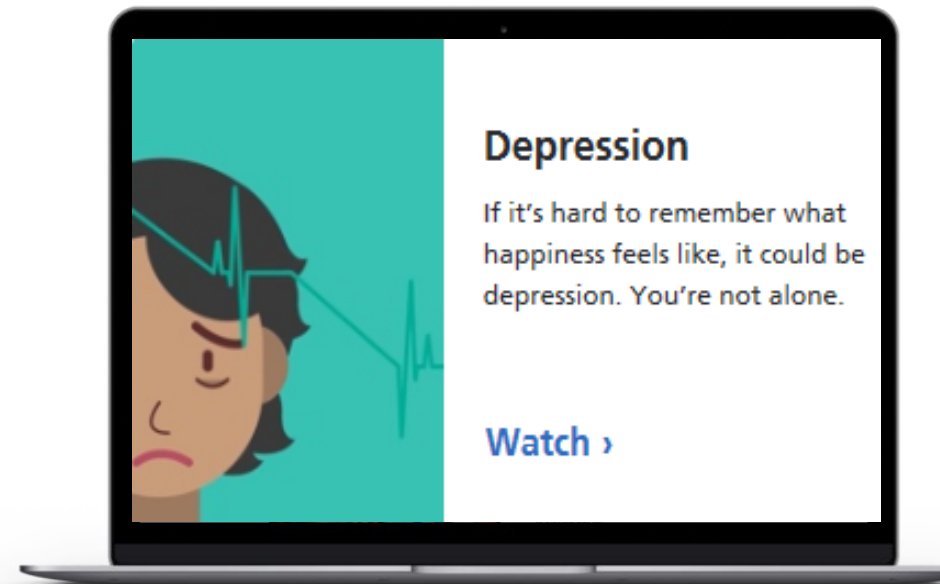 Depression
If it’s hard to remember what
happiness feels like, it could be
depression. You’re not alone.
Watch ›